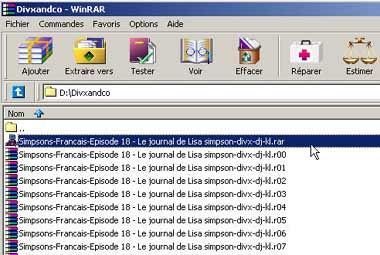 Divxandco - WinRAR
Fichier Commandes Favoris Options Aide
Ajouter Extraire vers Tester Voir Effacer Réparer Estimer
D:\Divxandco
Nom
..
Simpsons-Francais-Episode 18 - Le journal de Lisa simpson-divx-dj-kl.rar
Simpsons-Francais-Episode 18 - Le journal de Lisa simpson-divx-dj-kl.r00
Simpsons-Francais-Episode 18 - Le journal de Lisa simpson-divx-dj-kl.r01
Simpsons-Francais-Episode 18 - Le journal de Lisa simpson-divx-dj-kl.r02
Simpsons-Francais-Episode 18 - Le journal de Lisa simpson-divx-dj-kl.r03
Simpsons-Francais-Episode 18 - Le journal de Lisa simpson-divx-dj-kl.r04
Simpsons-Francais-Episode 18 - Le journal de Lisa simpson-divx-dj-kl.r05
Simpsons-Francais-Episode 18 - Le journal de Lisa simpson-divx-dj-kl.r06
Simpsons-Francais-Episode 18 - Le journal de Lisa simpson-divx-dj-kl.r07